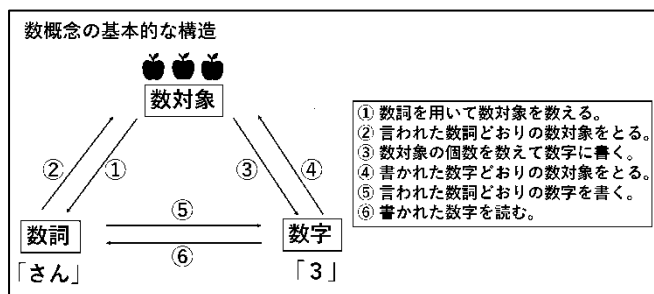 数概念の基本的な構造
数対象
② ① ③ ④
⑤
数詞 数字
⑥
「さん」 「3」
① 数詞を用いて数対象を数える。
② 言われた数詞どおりの数対象をとる。
③ 数対象の個数を数えて数字に書く。
④ 書かれた数字どおりの数対象をとる。
⑤ 言われた数詞どおりの数字を書く。
⑥ 書かれた数字を読む。